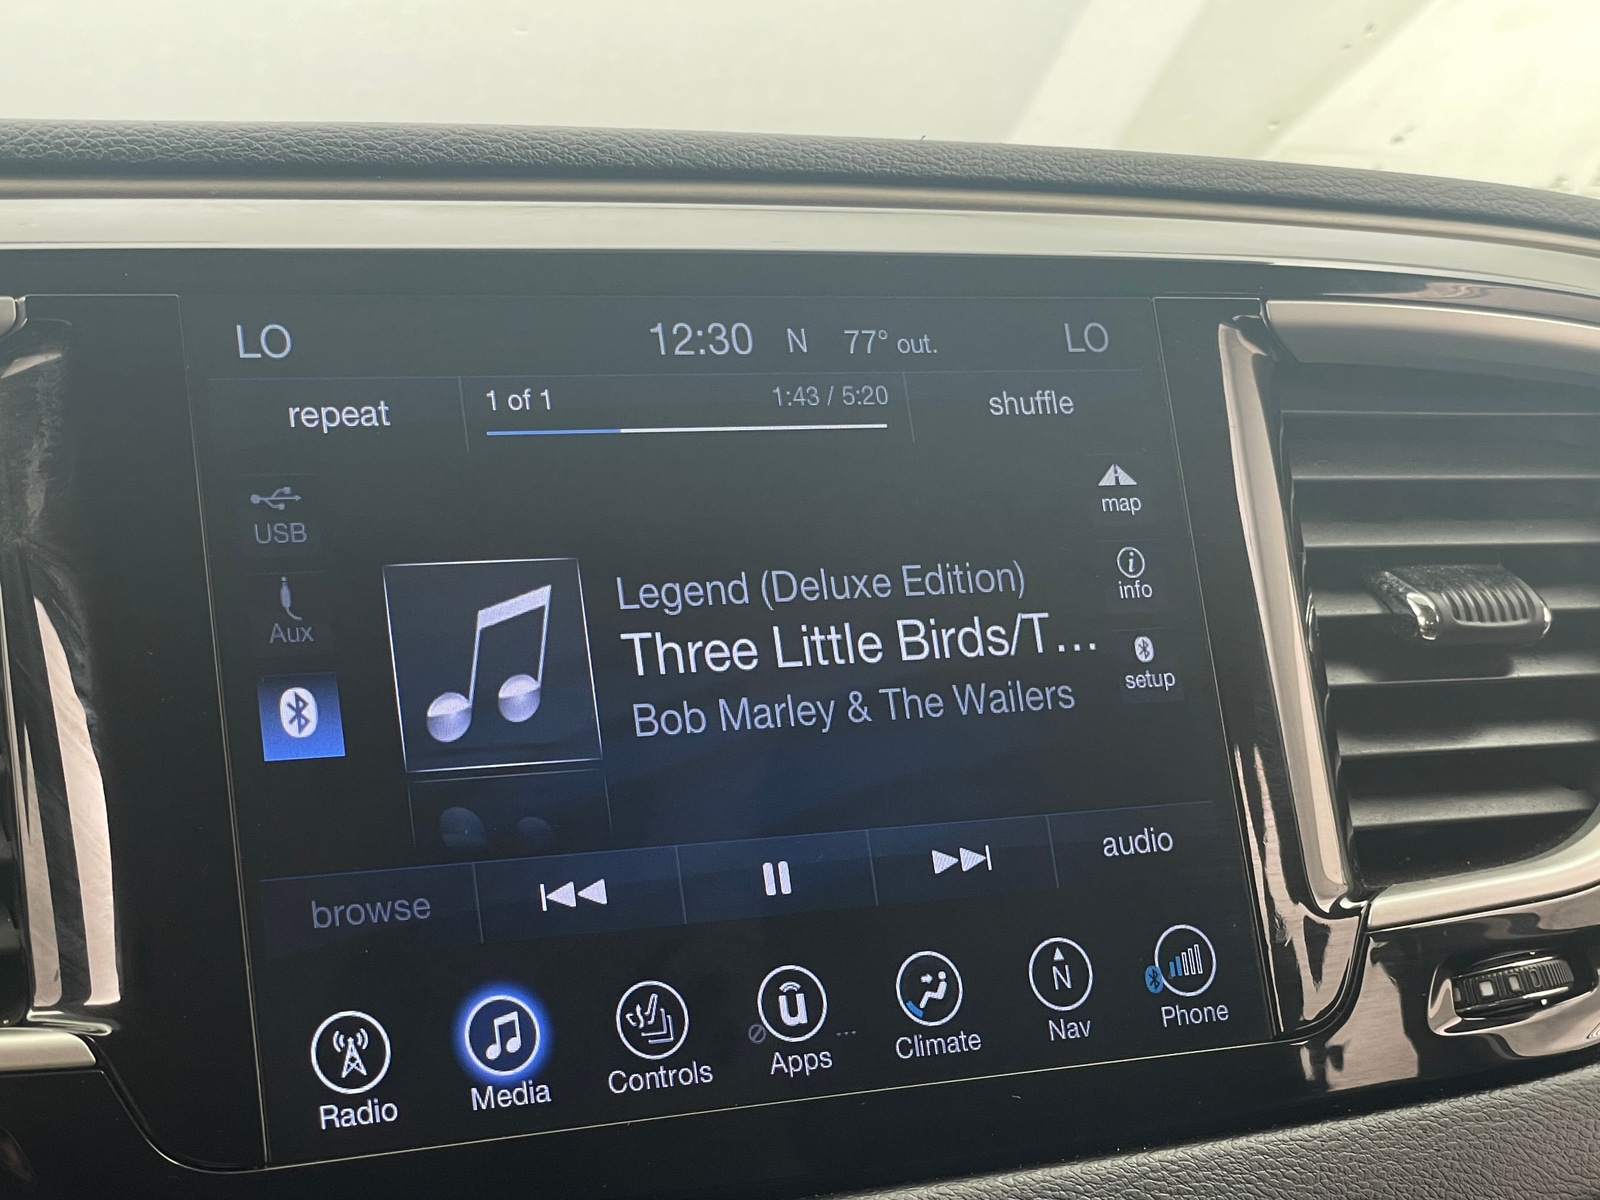 LO 12:30 N 77° out. LO
repeat 1 of 1 1:43 / 5:20 shuffle
USB
map
Aux
info
Legend (Deluxe Edition)
Three Little Birds/T...
Bob Marley & The Wailers
setup
browse audio
Radio Media Controls Apps Climate N Nav Phone